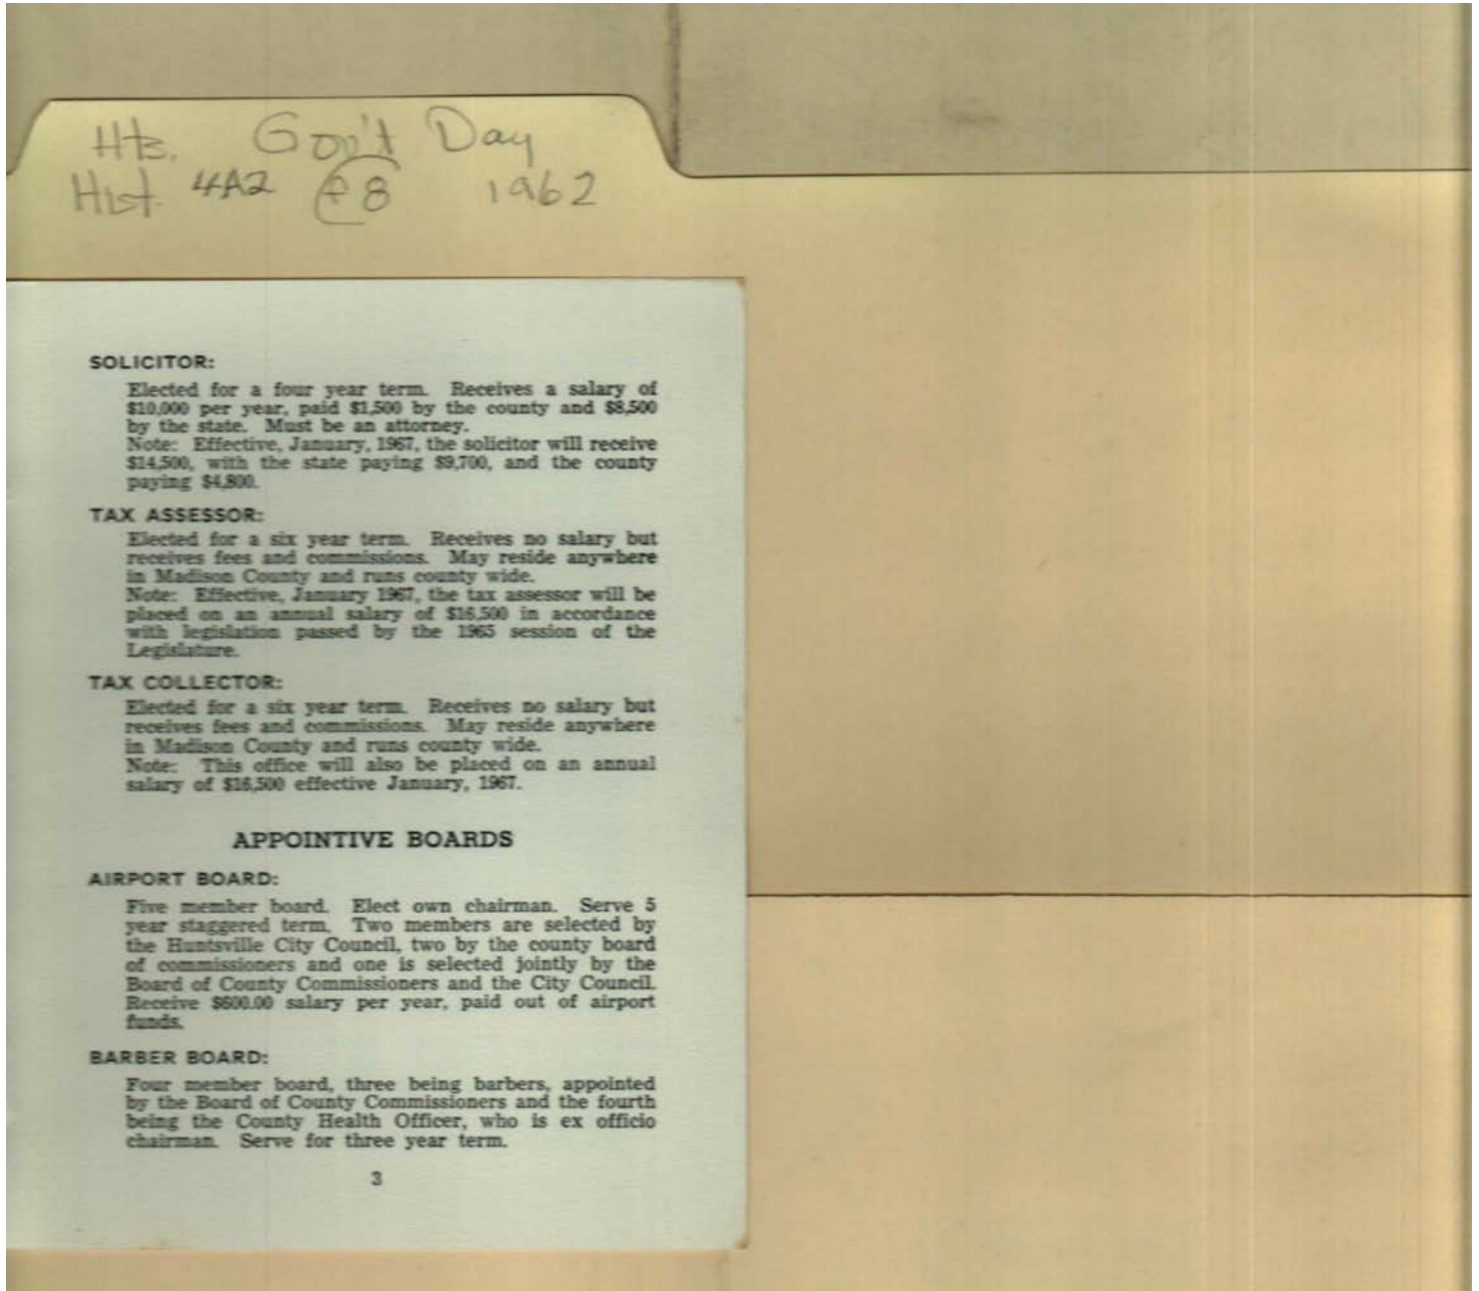 Hts. Gov't Day
Hist. 4A2 F8 1962
SOLICITOR:
Elected for a four year term. Receives a salary of
$10,000 per year, paid $1,500 by the county and $8,500
by the state. Must be an attorney.
Note: Effective, January, 1967, the solicitor will receive
$14,500, with the state paying $9,700, and the county
paying $4,800.
TAX ASSESSOR:
Elected for a six year term. Receives no salary but
receives fees and commissions. May reside anywhere
in Madison County and runs county wide.
Note: Effective, January 1967, the tax assessor will be
placed on an annual salary of $16,500 in accordance
with legislation passed by the 1965 session of the
Legislature.
TAX COLLECTOR:
Elected for a six year term. Receives no salary but
receives fees and commissions. May reside anywhere
in Madison County and runs county wide.
Note: This office will also be placed on an annual
salary of $16,500 effective January, 1967.
APPOINTIVE BOARDS
AIRPORT BOARD:
Five member board. Elect own chairman. Serve 5
year staggered term. Two members are selected by
the Huntsville City Council, two by the county board
of commissioners and one is selected jointly by the
Board of County Commissioners and the City Council.
Receive $600.00 salary per year, paid out of airport
funds.
BARBER BOARD:
Four member board, three being barbers, appointed
by the Board of County Commissioners and the fourth
being the County Health Officer, who is ex officio
chairman. Serve for three year term.
3